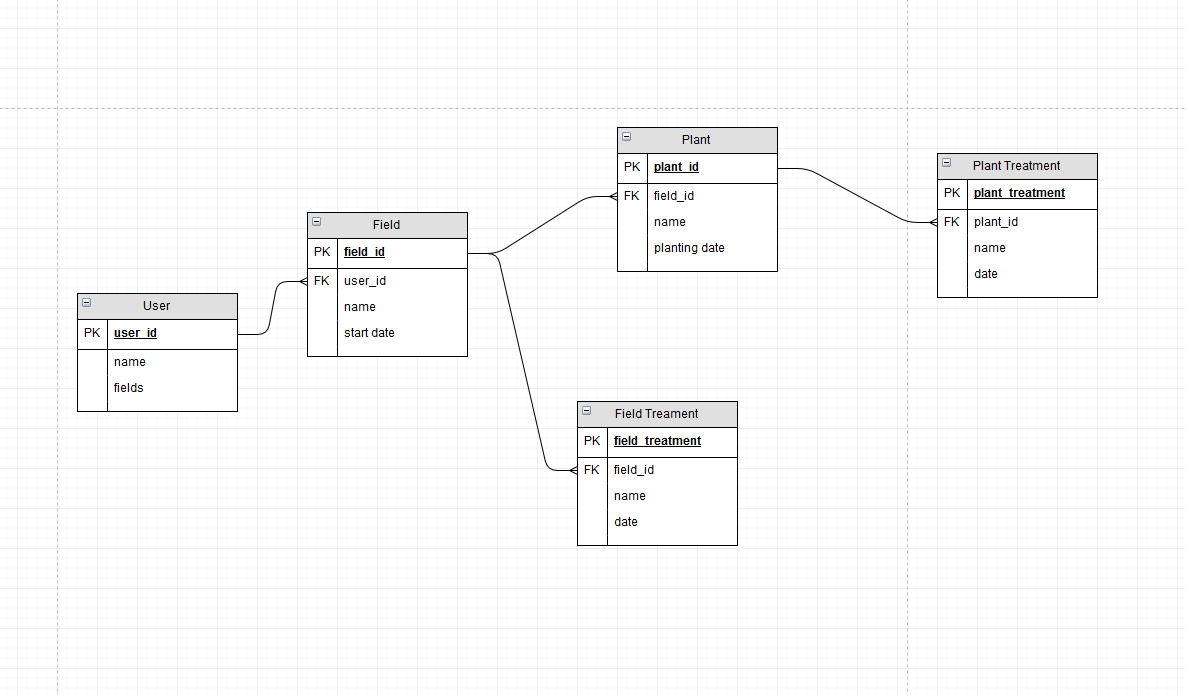 User
PK user_id
name
fields
Field
PK field_id
FK user_id
name
start date
Plant
PK plant_id
FK field_id
name
planting date
Plant Treatment
PK plant_treatment
FK plant_id
name
date
Field Treament
PK field_treatment
FK field_id
name
date